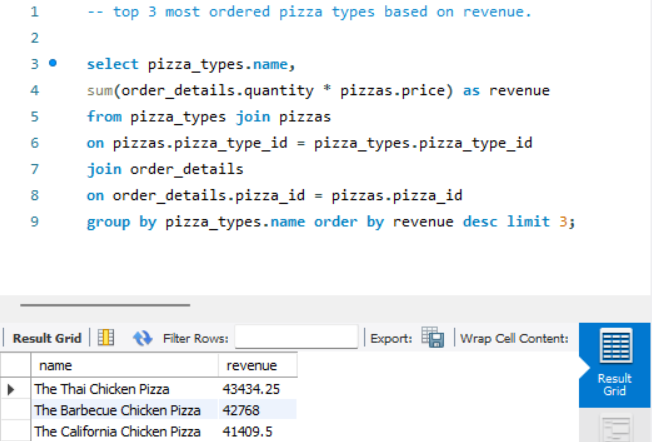 1 -- top 3 most ordered pizza types based on revenue.
2
3 select pizza_types.name,
4 sum(order_details.quantity * pizzas.price) as revenue
5 from pizza_types join pizzas
6 on pizzas.pizza_type_id = pizza_types.pizza_type_id
7 join order_details
8 on order_details.pizza_id = pizzas.pizza_id
9 group by pizza_types.name order by revenue desc limit 3;
Result Grid Filter Rows: Export: Wrap Cell Content:
name revenue
The Thai Chicken Pizza 43434.25
The Barbecue Chicken Pizza 42768
The California Chicken Pizza 41409.5
Result
Grid